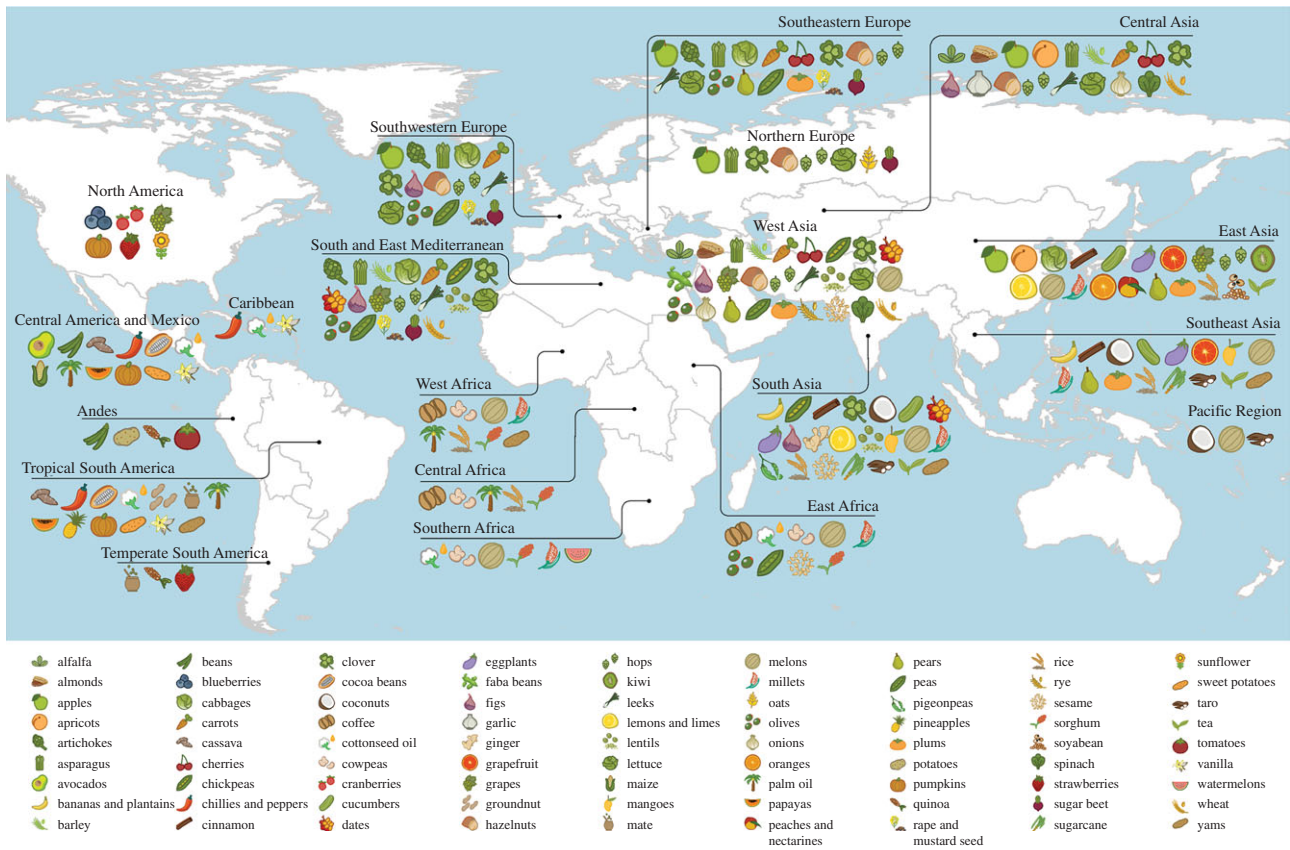 Southeastern Europe
Central Asia
Southwestern Europe
Northern Europe
North America
West Asia
East Asia
South and East Mediterranean
Caribbean
Central America and Mexico
Southeast Asia
West Africa
South Asia
Andes
Pacific Region
Tropical South America
Central Africa
East Africa
Southern Africa
Temperate South America
alfalfa
almonds
apples
apricots
artichokes
asparagus
avocados
bananas and plantains
barley
beans
blueberries
cabbages
carrots
cassava
cherries
chickpeas
chillies and peppers
cinnamon
clover
cocoa beans
coconuts
coffee
cottonseed oil
cowpeas
cranberries
cucumbers
dates
eggplants
faba beans
figs
garlic
ginger
grapefruit
grapes
groundnut
hazelnuts
hops
kiwi
leeks
lemons and limes
lentils
lettuce
maize
mangoes
mate
melons
millets
oats
olives
onions
oranges
palm oil
papayas
peaches and
nectarines
pears
peas
pigeonpeas
pineapples
plums
potatoes
pumpkins
quinoa
rape and
mustard seed
rice
rye
sesame
sorghum
soyabean
spinach
strawberries
sugar beet
sugarcane
sunflower
sweet potatoes
taro
tea
tomatoes
vanilla
watermelons
wheat
yams